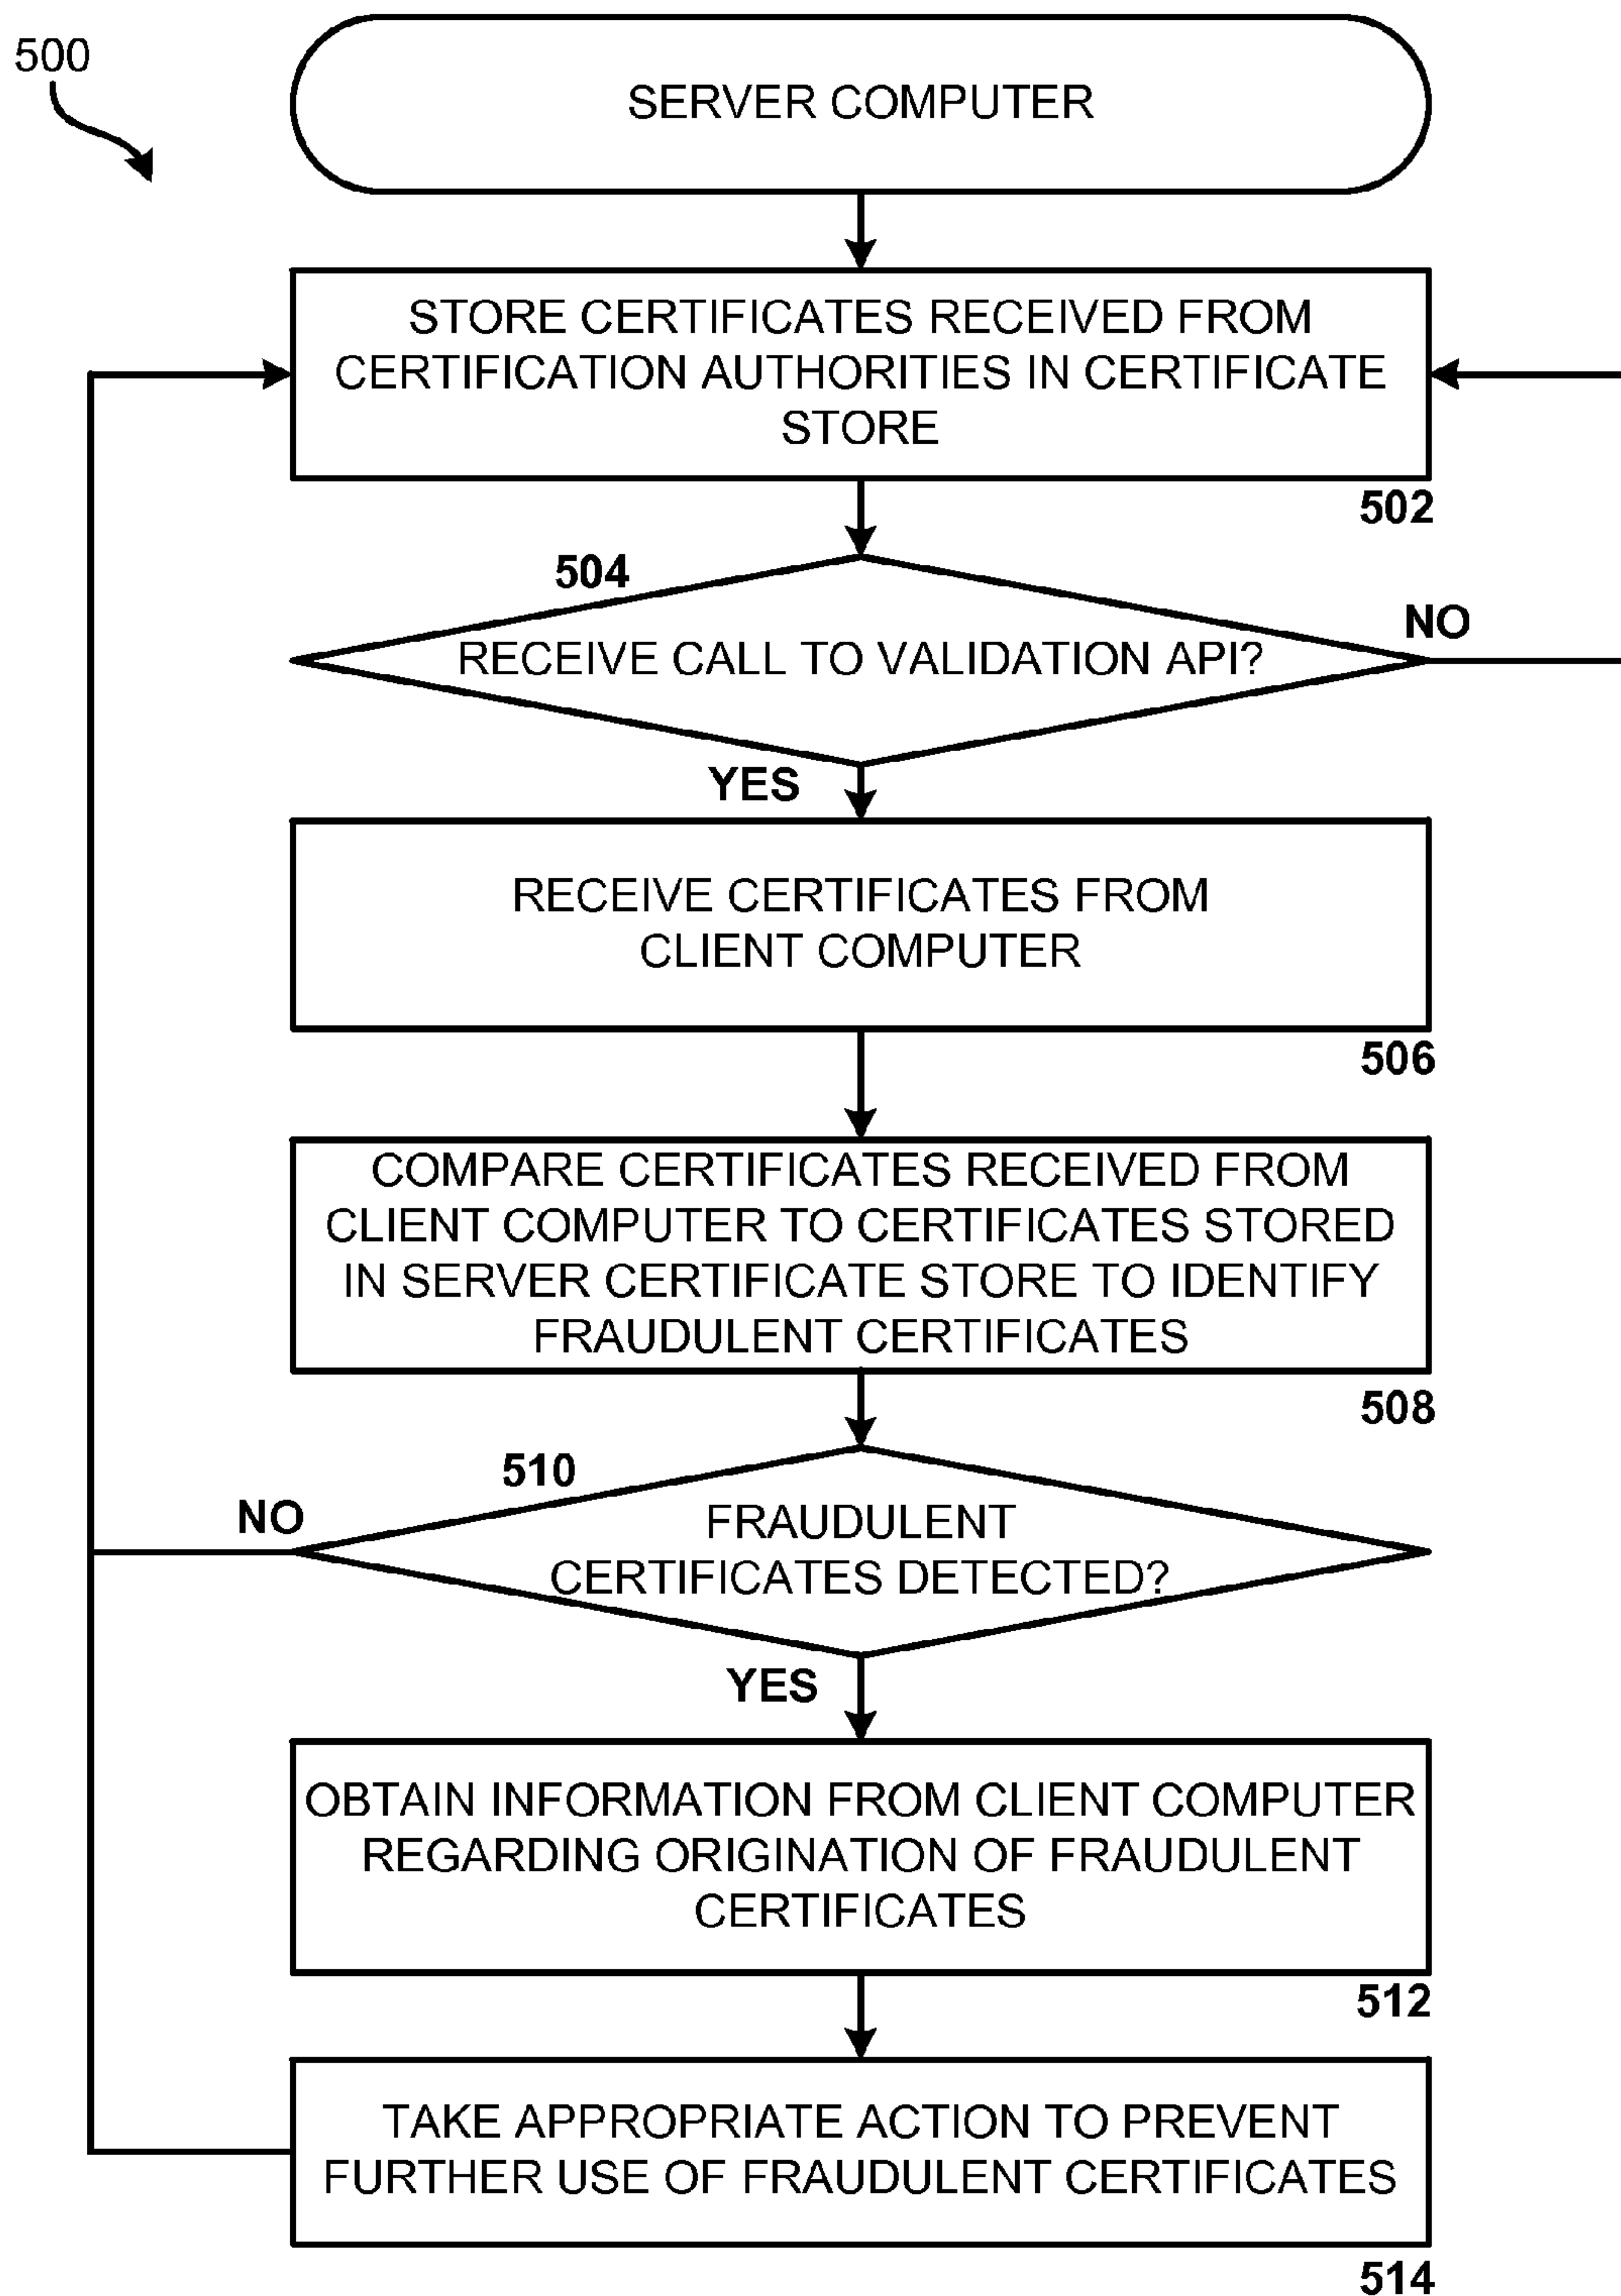 500
SERVER COMPUTER
STORE CERTIFICATES RECEIVED FROM
CERTIFICATION AUTHORITIES IN CERTIFICATE
STORE
502
504
NO
RECEIVE CALL TO VALIDATION API?
YES
RECEIVE CERTIFICATES FROM
CLIENT COMPUTER
506
COMPARE CERTIFICATES RECEIVED FROM
CLIENT COMPUTER TO CERTIFICATES STORED
IN SERVER CERTIFICATE STORE TO IDENTIFY
FRAUDULENT CERTIFICATES
508
510
NO
FRAUDULENT
CERTIFICATES DETECTED?
YES
OBTAIN INFORMATION FROM CLIENT COMPUTER
REGARDING ORIGINATION OF FRAUDULENT
CERTIFICATES
512
TAKE APPROPRIATE ACTION TO PREVENT
FURTHER USE OF FRAUDULENT CERTIFICATES
514